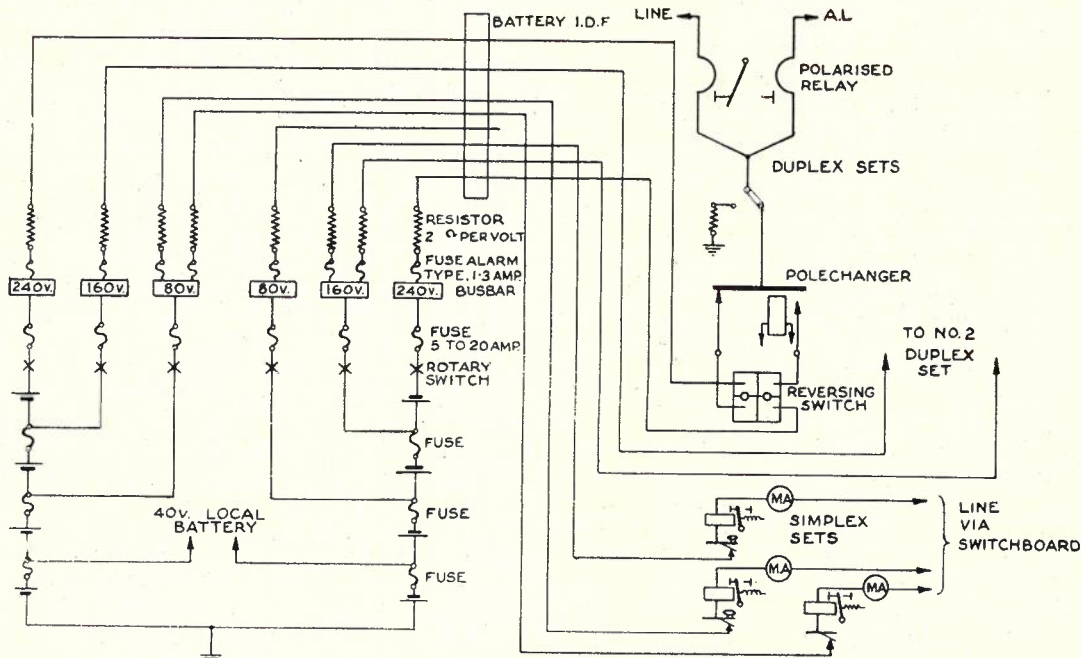 BATTERY I.D.F
LINE
A.L
POLARISED
RELAY
DUPLEX SETS
RESISTOR
2 Ω PER VOLT
FUSE ALARM
TYPE, 1·3 AMP.
BUSBAR
240V.
160V.
80V.
80V.
160V.
240V.
POLECHANGER
FUSE
5 TO 20 AMP.
ROTARY
SWITCH
TO NO. 2
DUPLEX
SET
REVERSING
SWITCH
FUSE
40V. LOCAL
BATTERY
FUSE
FUSE
MA
SIMPLEX
SETS
MA
MA
LINE
VIA
SWITCHBOARD